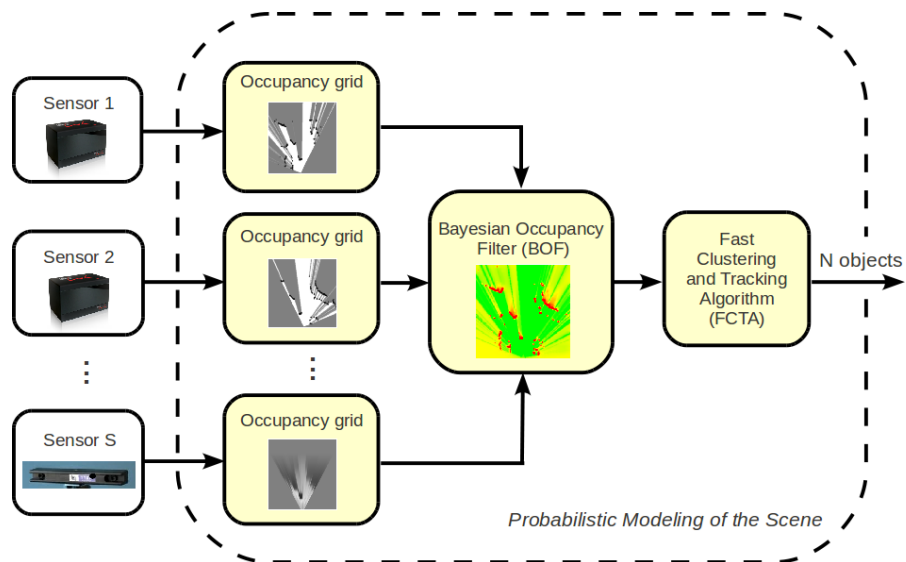 Sensor 1
Occupancy grid
Sensor 2
Occupancy grid
Bayesian Occupancy
Filter (BOF)
Fast
Clustering
and Tracking
Algorithm
(FCTA)
N objects
Sensor S
Occupancy grid
Probabilistic Modeling of the Scene